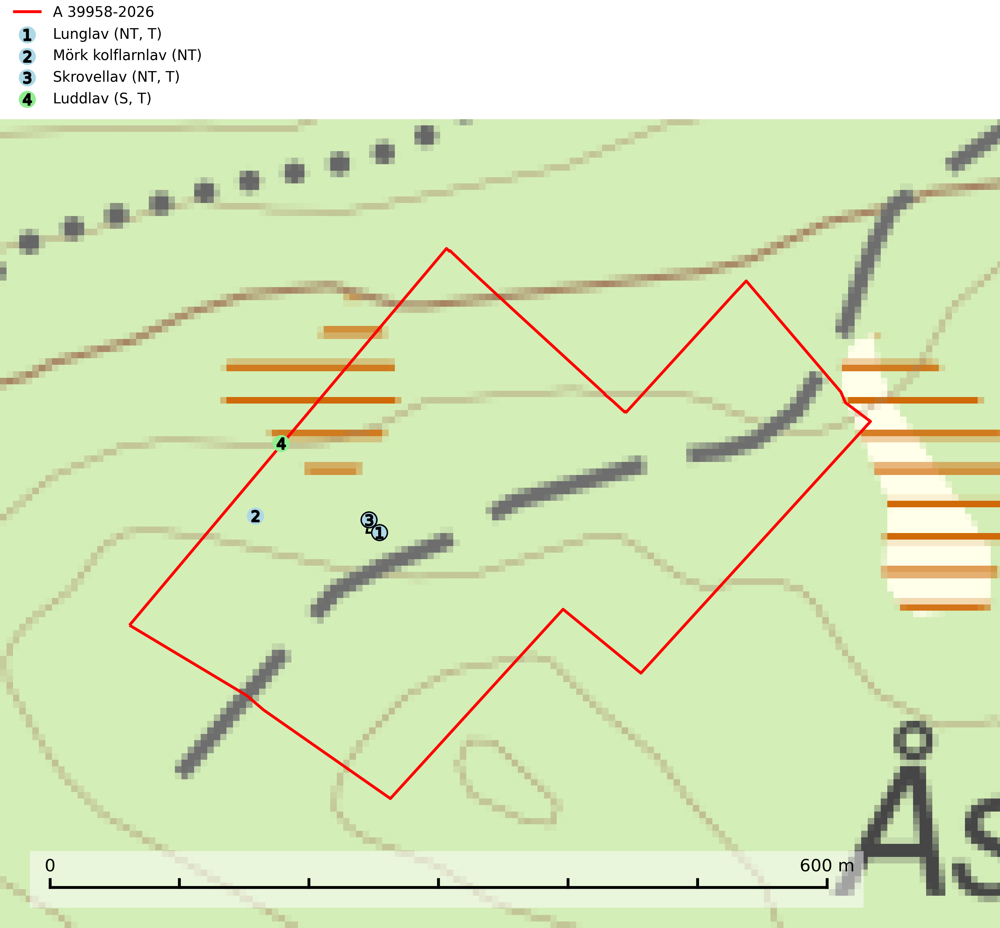 A 39958-2026
1 Lunglav (NT, T)
2 Mörk kolflarnlav (NT)
3 Skrovellav (NT, T)
4 Luddlav (S, T)
4
2
3
1
Ås
0 600 m